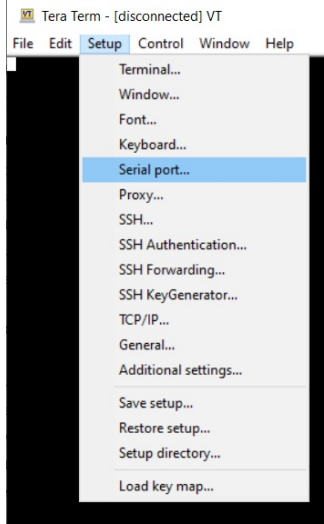 VT Tera Term - [disconnected] VT
File Edit Setup Control Window Help
Terminal...
Window...
Font...
Keyboard...
Serial port...
Proxy...
SSH...
SSH Authentication...
SSH Forwarding...
SSH KeyGenerator...
TCP/IP...
General...
Additional settings...
Save setup...
Restore setup...
Setup directory...
Load key map...